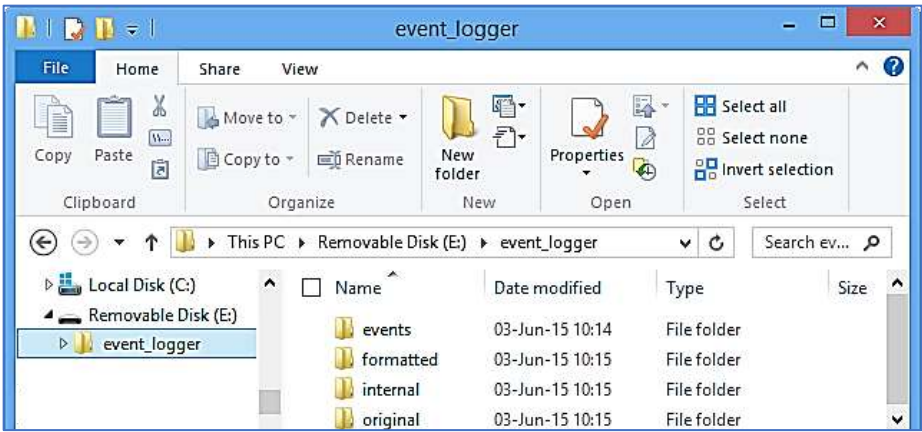 event_logger
File Home Share View
Copy Paste Move to Copy to Delete Rename New folder Properties Select all Select none Invert selection
Clipboard Organize New Open Select
This PC Removable Disk (E:) event_logger Search ev...
Local Disk (C:)
Removable Disk (E:)
event_logger
Name Date modified Type Size
events 03-Jun-15 10:14 File folder
formatted 03-Jun-15 10:15 File folder
internal 03-Jun-15 10:15 File folder
original 03-Jun-15 10:15 File folder